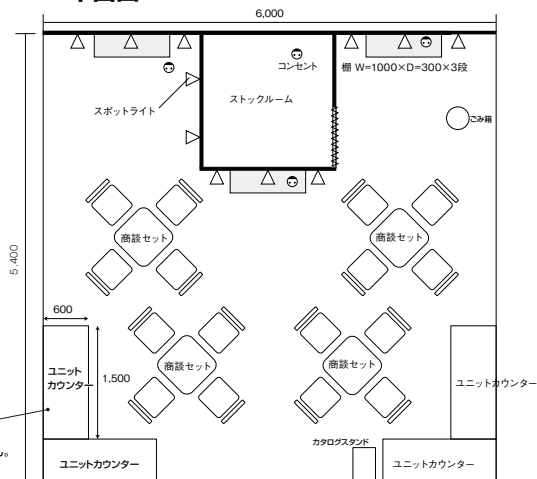 6,000
コンセント
棚 W=1000×D=300×3段
スポットライト
ストックルーム
ごみ箱
商談セット
商談セット
5,400
600
ユニット
カウンター
1,500
商談セット
商談セット
ユニットカウンター
ん。
カタログスタンド
ユニットカウンター
ユニットカウンター